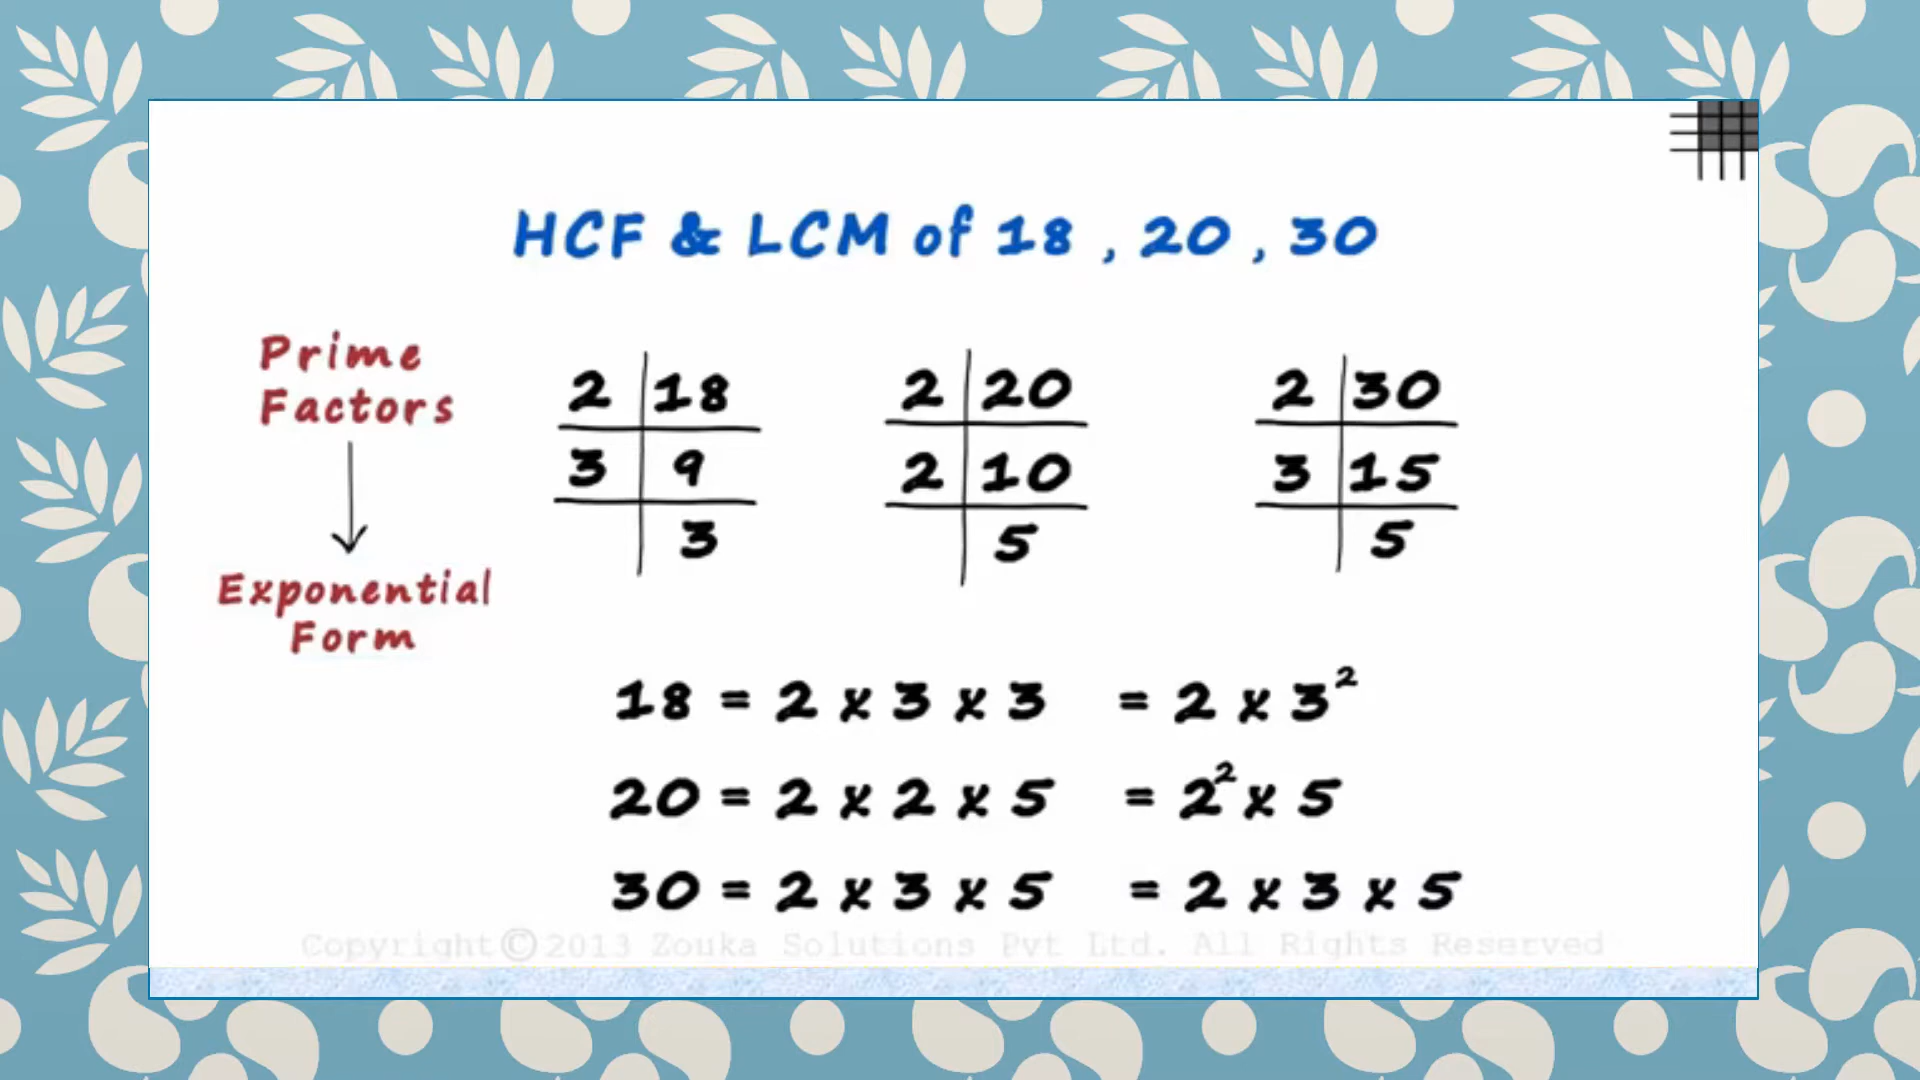 HCF & LCM of 18 , 20 , 30
Prime
Factors
Exponential
Form
2 18
3 9
3
2 20
2 10
5
2 30
3 15
5
18 = 2 x 3 x 3 = 2 x 3²
20 = 2 x 2 x 5 = 2² x 5
30 = 2 x 3 x 5 = 2 x 3 x 5
Copyright © 2013 Zouka Solutions Pvt Ltd. All Rights Reserved